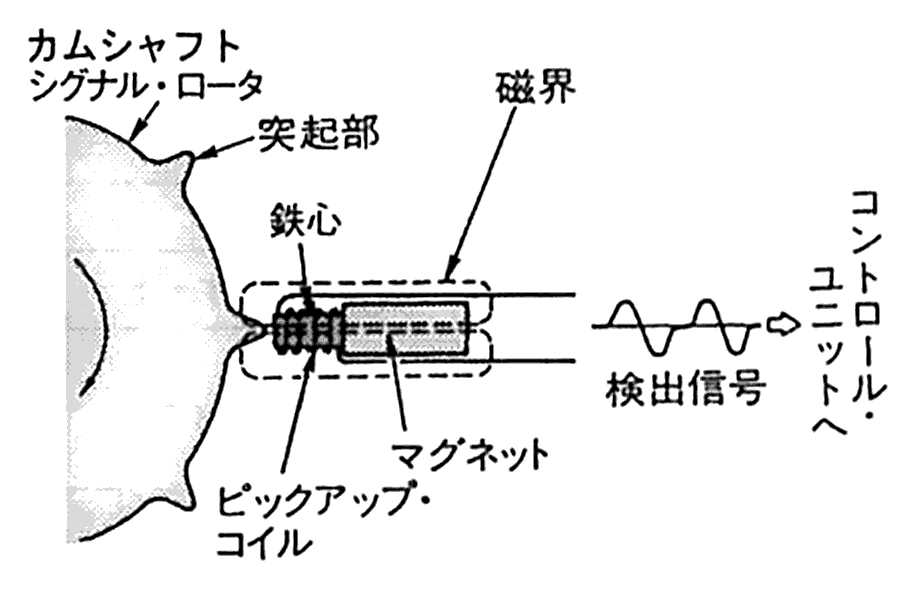 カムシャフト
シグナル・ロータ
突起部
磁界
鉄心
コントロール・
ユニットへ
検出信号
マグネット
ピックアップ・
コイル